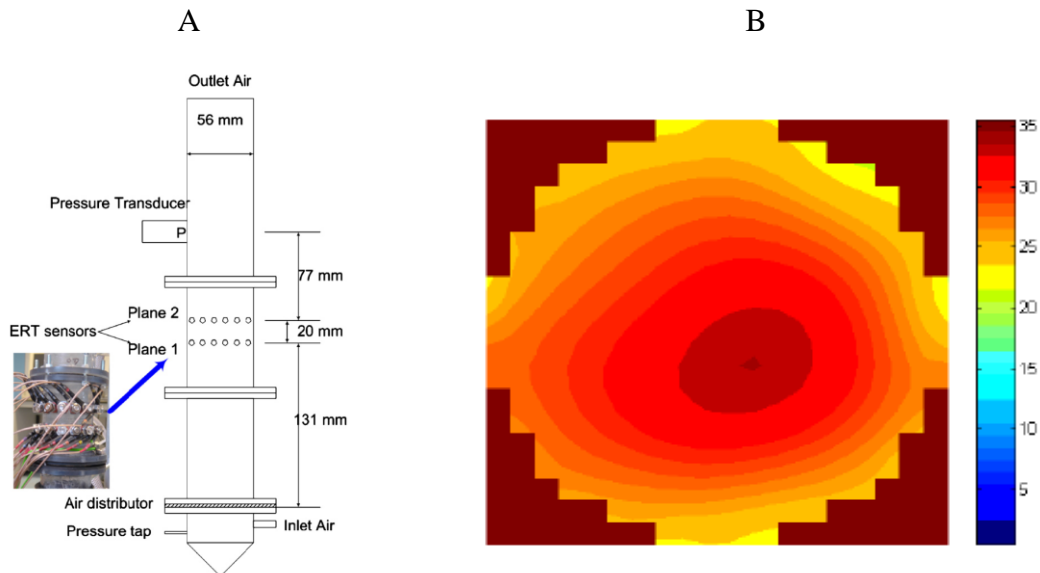 A
B
Outlet Air
56 mm
Pressure Transducer
P
77 mm
Plane 2
ERT sensors
20 mm
Plane 1
131 mm
Air distributor
Inlet Air
Pressure tap
35
30
25
20
15
10
5